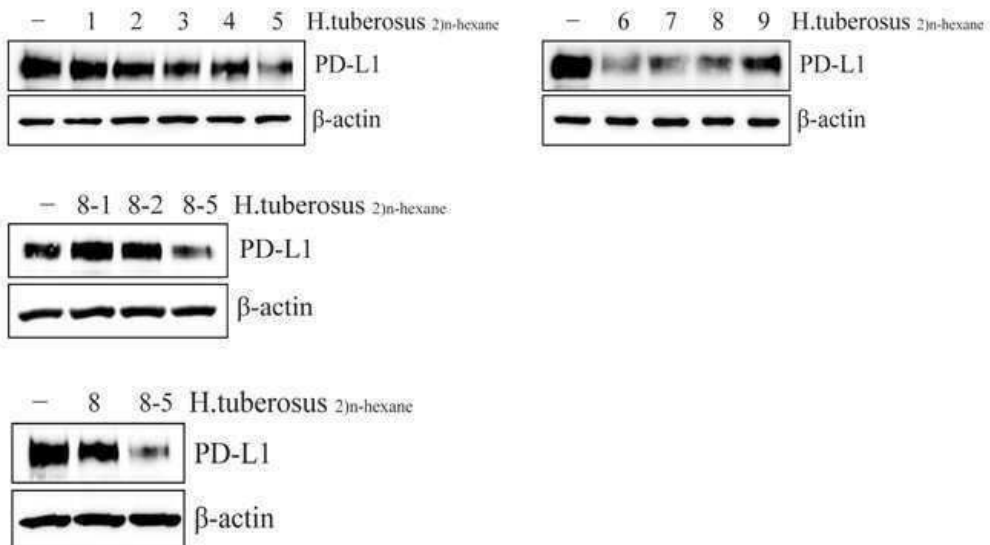 – 1 2 3 4 5 H.tuberosus 2)n-hexane
PD-L1
β-actin
– 6 7 8 9 H.tuberosus 2)n-hexane
PD-L1
β-actin
– 8-1 8-2 8-5 H.tuberosus 2)n-hexane
PD-L1
β-actin
– 8 8-5 H.tuberosus 2)n-hexane
PD-L1
β-actin